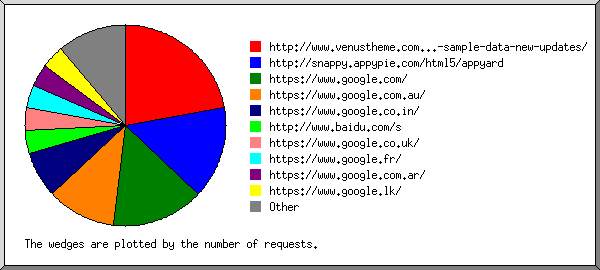 http://www.venustheme.com...-sample-data-new-updates/
http://snappy.appypie.com/html5/appyard
https://www.google.com/
https://www.google.com.au/
https://www.google.co.in/
http://www.baidu.com/s
https://www.google.co.uk/
https://www.google.fr/
https://www.google.com.ar/
https://www.google.lk/
Other
The wedges are plotted by the number of requests.